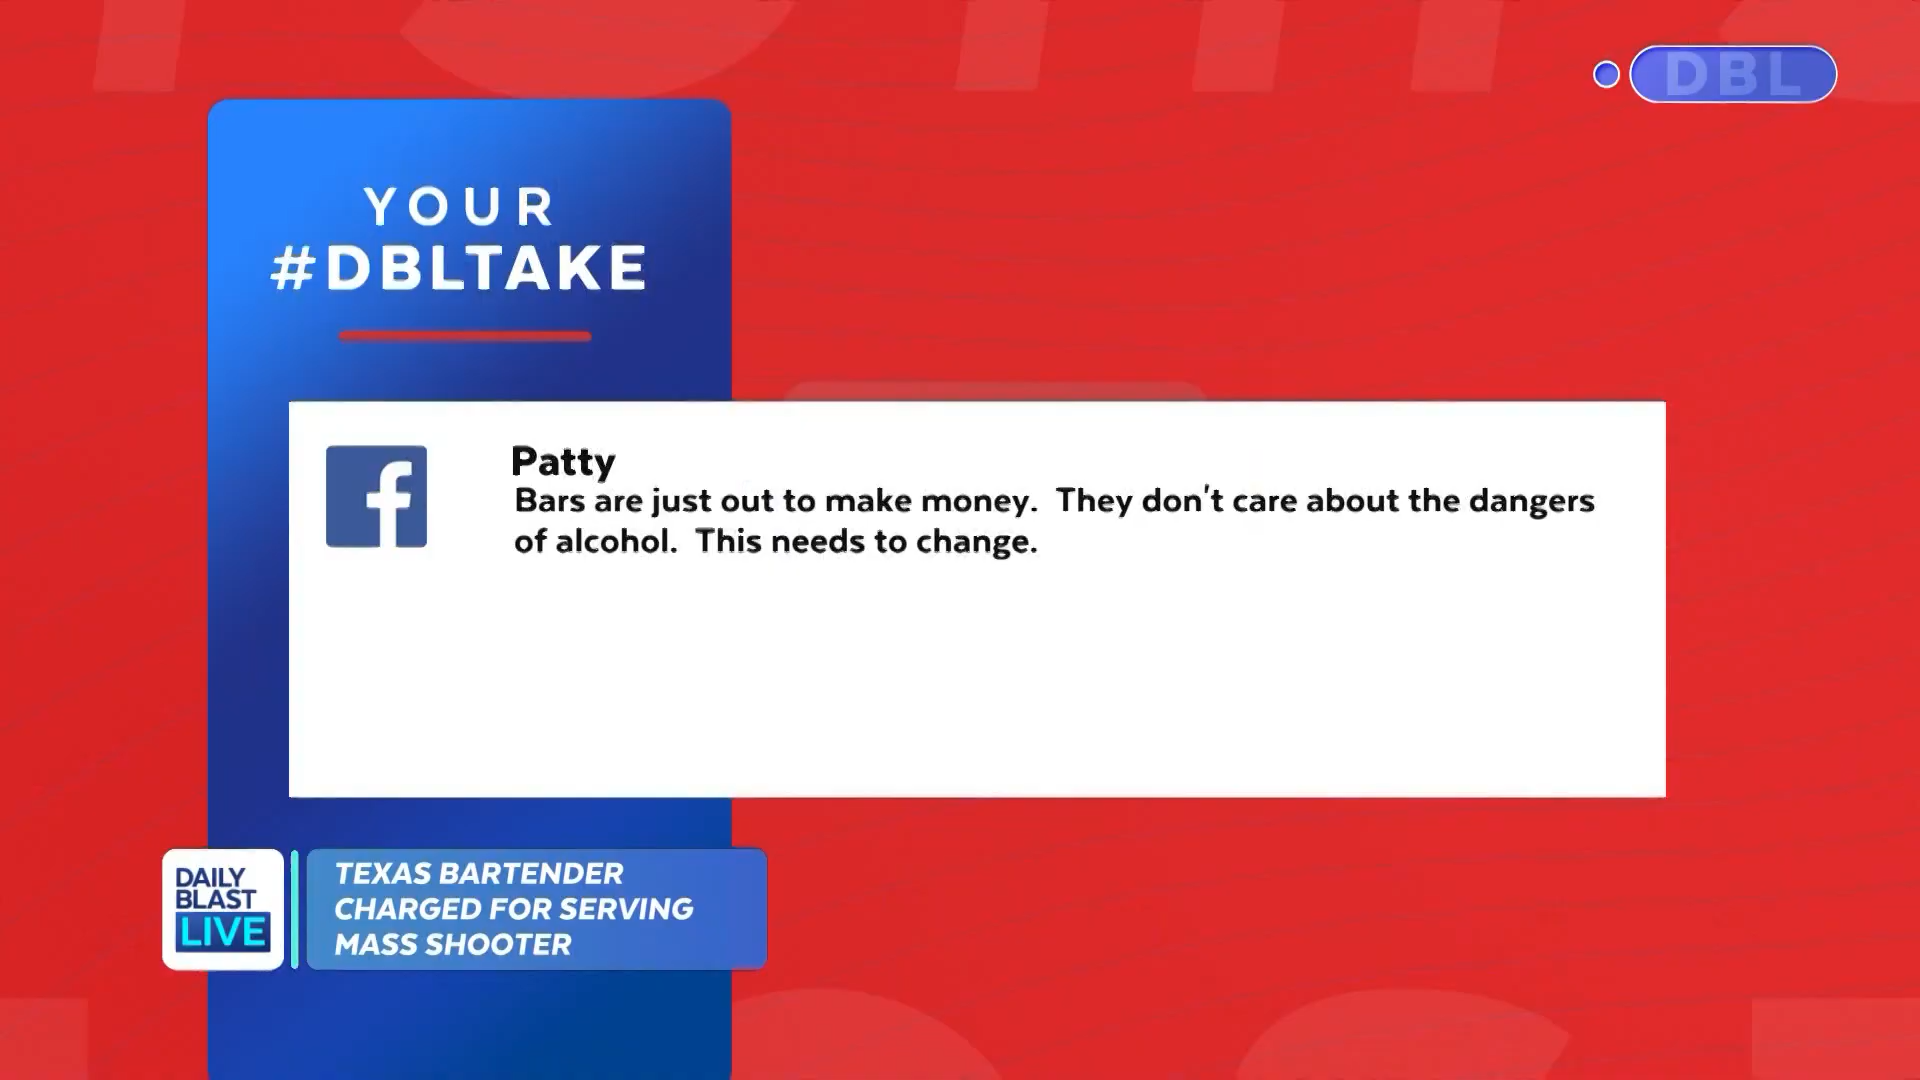 DBL
YOUR
#DBLTAKE
Patty
Bars are just out to make money.  They don't care about the dangers
of alcohol.  This needs to change.
DAILY
BLAST
LIVE
TEXAS BARTENDER
CHARGED FOR SERVING
MASS SHOOTER